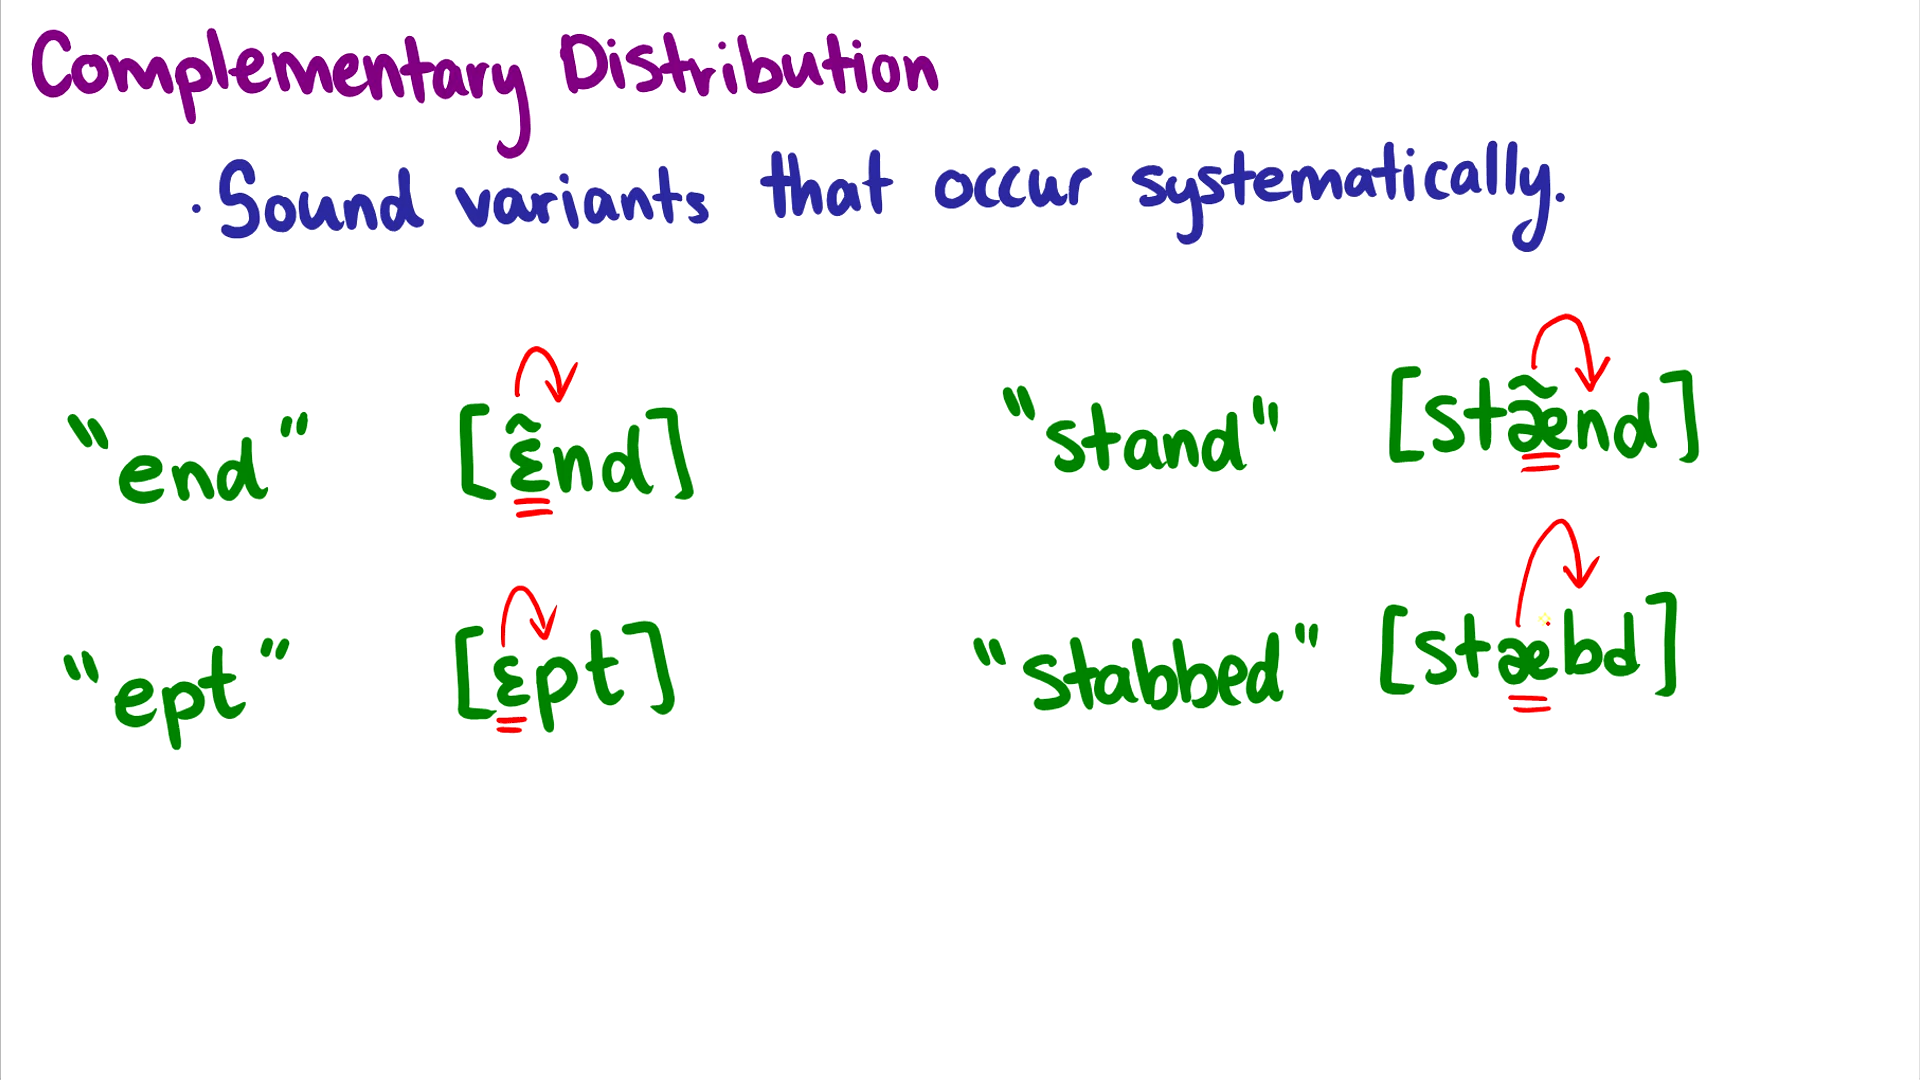 Complementary Distribution
· Sound variants that occur systematically.
"end" [ɛ̃nd] "stand" [stæ̃nd]
"ept" [ɛpt] "stabbed" [stæbd]